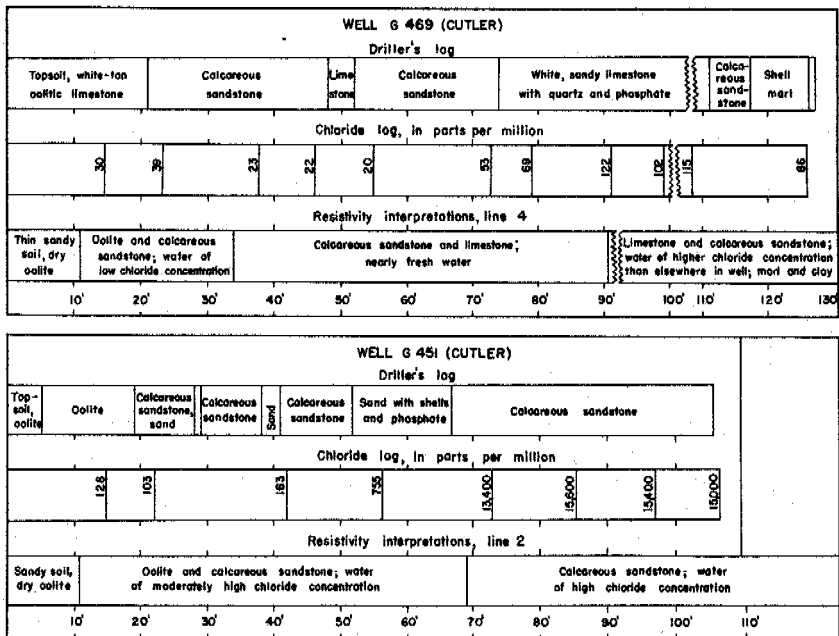 WELL G 469 (CUTLER)
Driller's log
Topsoil, white-tan
oolitic limestone
Calcareous
sandstone
Lime
stone
Calcareous
sandstone
White, sandy limestone
with quartz and phosphate
Calca-
reous
sand-
stone
Shell
marl
Chloride log, in parts per million
30
39
23
22
20
53
69
122
102
115
86
Resistivity interpretations, line 4
Thin sandy
soil, dry
oolite
Oolite and calcareous
sandstone; water of
low chloride concentration
Calcareous sandstone and limestone;
nearly fresh water
Limestone and calcareous sandstone;
water of higher chloride concentration
than elsewhere in well; marl and clay
10' 20' 30' 40' 50' 60' 70' 80' 90' 100' 110' 120' 130'
WELL G 451 (CUTLER)
Driller's log
Top-
soil,
oolite
Oolite
Calcareous
sandstone,
sand
Calcareous
sandstone
Sand
Calcareous
sandstone
Sand with shells
and phosphate
Calcareous sandstone
Chloride log, in parts per million
128
103
163
755
13,400
15,600
15,400
15,000
Resistivity interpretations, line 2
Sandy soil,
dry oolite
Oolite and calcareous sandstone; water
of moderately high chloride concentration
Calcareous sandstone; water
of high chloride concentration
10' 20' 30' 40' 50' 60' 70' 80' 90' 100' 110'